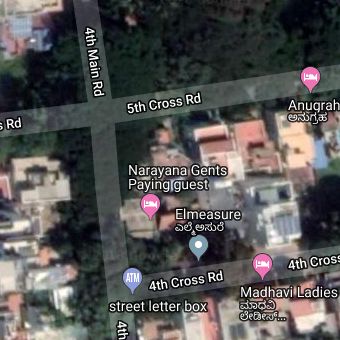 4th Main Rd
5th Cross Rd
Anugrah
ಅನುಗ್ರಹ
s Rd
Narayana Gents
Paying guest
Elmeasure
ಎಲ್ಮೆಅಸುರೆ
ATM
4th Cross Rd
4th Cross
street letter box
Madhavi Ladies
ಮಾಧವಿ
ಲೇಡೀಸ್...
4th